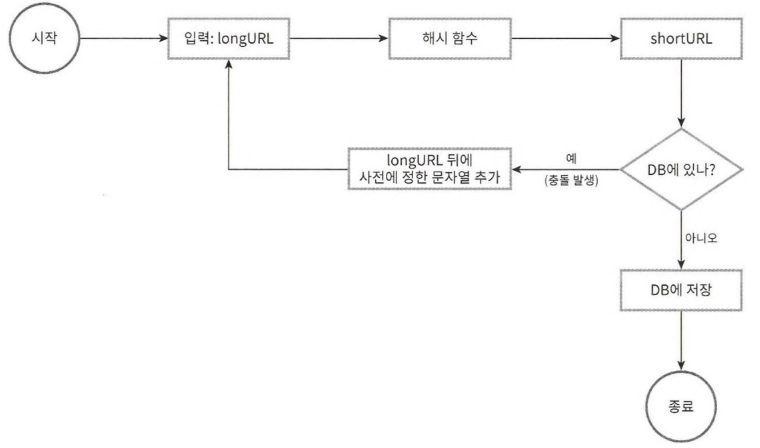 시작
입력: longURL
해시 함수
shortURL
longURL 뒤에
사전에 정한 문자열 추가
예
(충돌 발생)
DB에 있나?
아니오
DB에 저장
종료